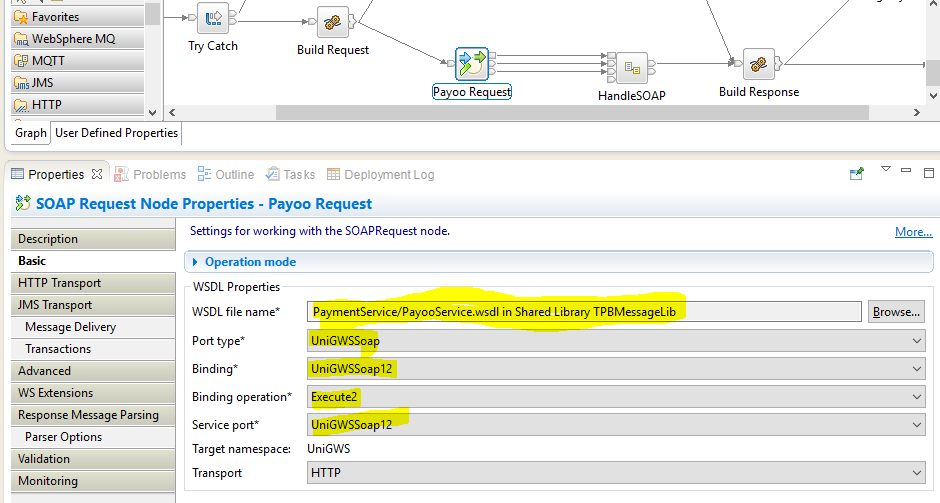 Favorites
WebSphere MQ
MQTT
JMS
HTTP
Try Catch
Build Request
Payoo Request
HandleSOAP
Build Response
Graph
User Defined Properties
Properties
Problems
Outline
Tasks
Deployment Log
SOAP Request Node Properties - Payoo Request
Description
Basic
HTTP Transport
JMS Transport
Message Delivery
Transactions
Advanced
WS Extensions
Response Message Parsing
Parser Options
Validation
Monitoring
Settings for working with the SOAPRequest node.
More...
Operation mode
WSDL Properties
WSDL file name* PaymentService/PayooService.wsdl in Shared Library TPBMessageLib Browse...
Port type* UniGWSSoap
Binding* UniGWSSoap12
Binding operation* Execute2
Service port* UniGWSSoap12
Target namespace: UniGWS
Transport HTTP